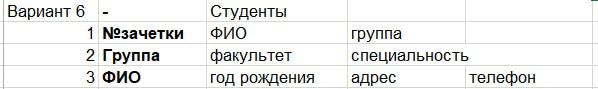 Вариант 6 - Студенты
1 №зачетки ФИО группа
2 Группа факультет специальность
3 ФИО год рождения адрес телефон